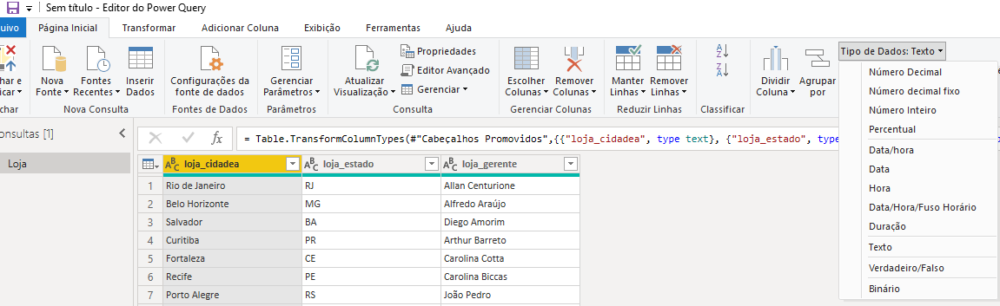 Sem título - Editor do Power Query
uivo Página Inicial Transformar Adicionar Coluna Exibição Ferramentas Ajuda
har e
icar
char
Nova
Fonte
Fontes
Recentes
Inserir
Dados
Nova Consulta
Configurações da
fonte de dados
Fontes de Dados
Gerenciar
Parâmetros
Parâmetros
Atualizar
Visualização
Propriedades
Editor Avançado
Gerenciar
Consulta
Escolher
Colunas
Remover
Colunas
Gerenciar Colunas
Manter
Linhas
Remover
Linhas
Reduzir Linhas
A
Z
Z
A
Classificar
Dividir
Coluna
Agrupar
por
Tipo de Dados: Texto
Número Decimal
Número decimal fixo
Número Inteiro
Percentual
Data/hora
Data
Hora
Data/Hora/Fuso Horário
Duração
Texto
Verdadeiro/Falso
Binário
onsultas [1]
Loja
fx
= Table.TransformColumnTypes(#"Cabeçalhos Promovidos",{{"loja_cidadea", type text}, {"loja_estado", type
ABC loja_cidadea ABC loja_estado ABC loja_gerente
1 Rio de Janeiro RJ Allan Centurione
2 Belo Horizonte MG Alfredo Araújo
3 Salvador BA Diego Amorim
4 Curitiba PR Arthur Barreto
5 Fortaleza CE Carolina Cotta
6 Recife PE Carolina Biccas
7 Porto Alegre RS João Pedro